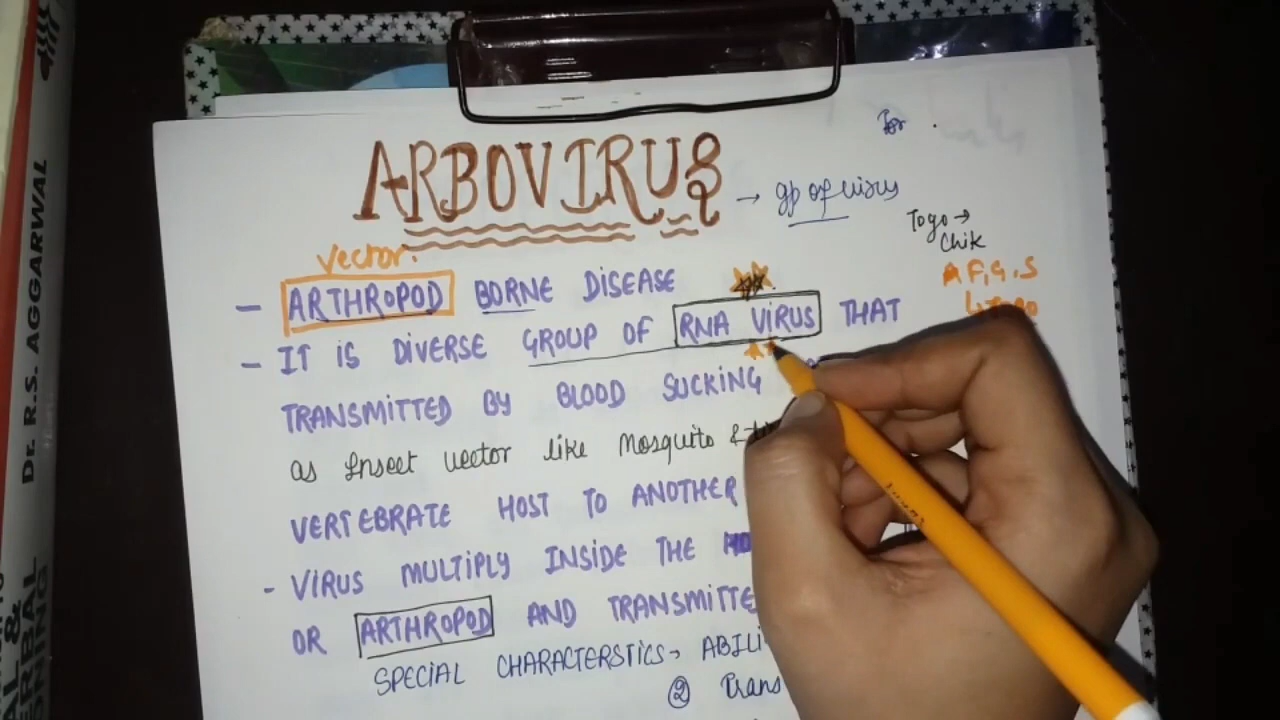 ARBOVIRUS → gp of virus
Togo →
Chik
vector.
F, G, S
- ARTHROPOD BORNE DISEASE
- IT IS DIVERSE GROUP OF RNA VIRUS THAT
TRANSMITTED BY BLOOD SUCKING
as Insect vector like Mosquito &
VERTEBRATE HOST TO ANOTHER
- VIRUS MULTIPLY INSIDE THE
OR ARTHROPOD AND TRANSMITTE
SPECIAL CHARACTERSTICS → ABILI
② Trans
Dr. R.S. AGGARWAL